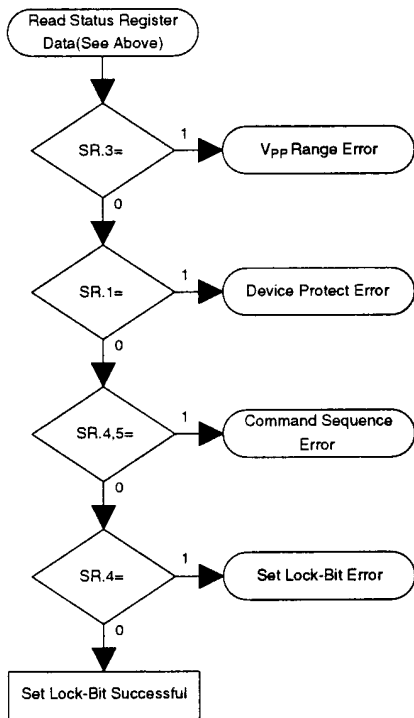 Read Status Register
Data(See Above)
SR.3=
1
VPP Range Error
0
SR.1=
1
Device Protect Error
0
SR.4,5=
1
Command Sequence
Error
0
SR.4=
1
Set Lock-Bit Error
0
Set Lock-Bit Successful